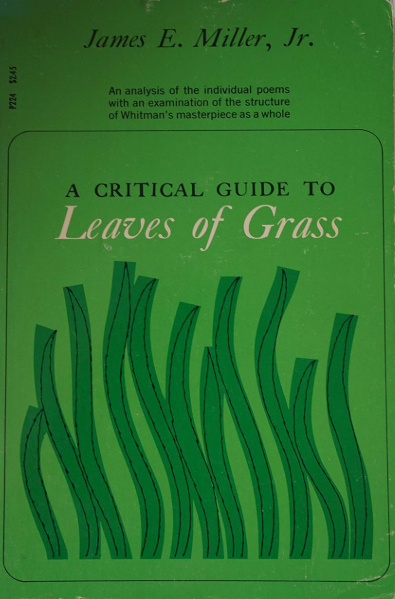 James E. Miller, Jr.
P224 $2.45
An analysis of the individual poems
with an examination of the structure
of Whitman's masterpiece as a whole
A CRITICAL GUIDE TO
Leaves of Grass